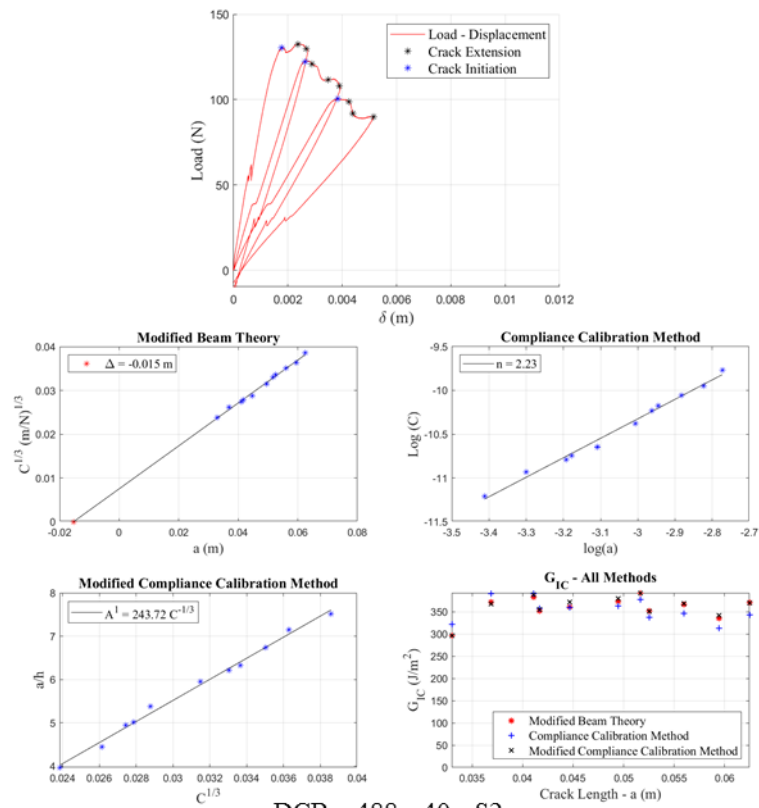 150
100
50
0
Load (N)
Load - Displacement
Crack Extension
Crack Initiation
0 0.002 0.004 0.006 0.008 0.01 0.012
δ (m)
Modified Beam Theory
0.04
0.03
0.02
0.01
0
C^1/3 (m/N)^1/3
Δ = -0.015 m
-0.02 0 0.02 0.04 0.06 0.08
a (m)
Compliance Calibration Method
-9.5
-10
-10.5
-11
-11.5
Log (C)
n = 2.23
-3.5 -3.4 -3.3 -3.2 -3.1 -3 -2.9 -2.8 -2.7
log(a)
Modified Compliance Calibration Method
8
7
6
5
4
a/h
A^1 = 243.72 C^-1/3
0.024 0.026 0.028 0.03 0.032 0.034 0.036 0.038 0.04
C^1/3
G_IC - All Methods
350
300
250
200
150
100
50
0
G_IC (J/m^2)
Modified Beam Theory
Compliance Calibration Method
Modified Compliance Calibration Method
0.035 0.04 0.045 0.05 0.055 0.06
Crack Length - a (m)